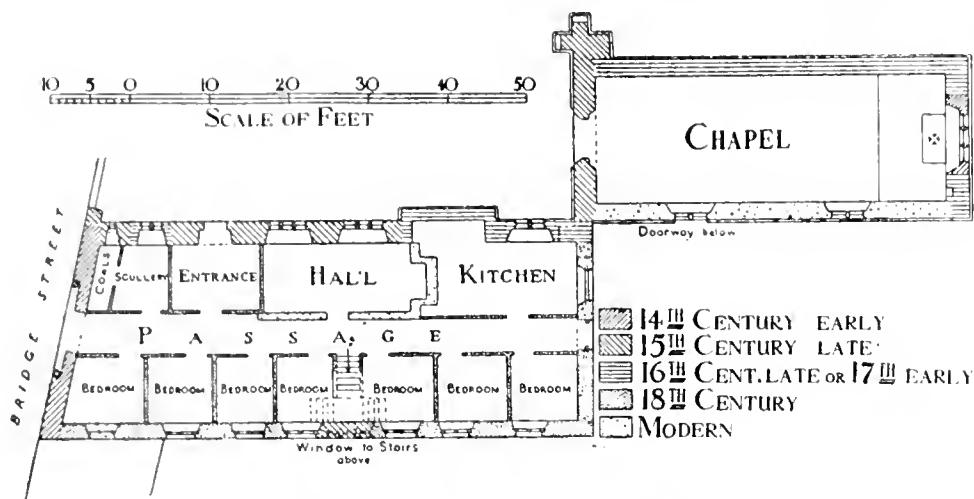 10 5 0 10 20 30 40 50
SCALE OF FEET
CHAPEL
Doorway below
BRIDGE STREET
COALS
SCULLERY
ENTRANCE
HALL
KITCHEN
PASSAGE
BEDROOM BEDROOM BEDROOM BEDROOM BEDROOM BEDROOM BEDROOM
Window to Stairs
above
14TH CENTURY EARLY
15TH CENTURY LATE
16TH CENT. LATE OR 17TH EARLY
18TH CENTURY
MODERN